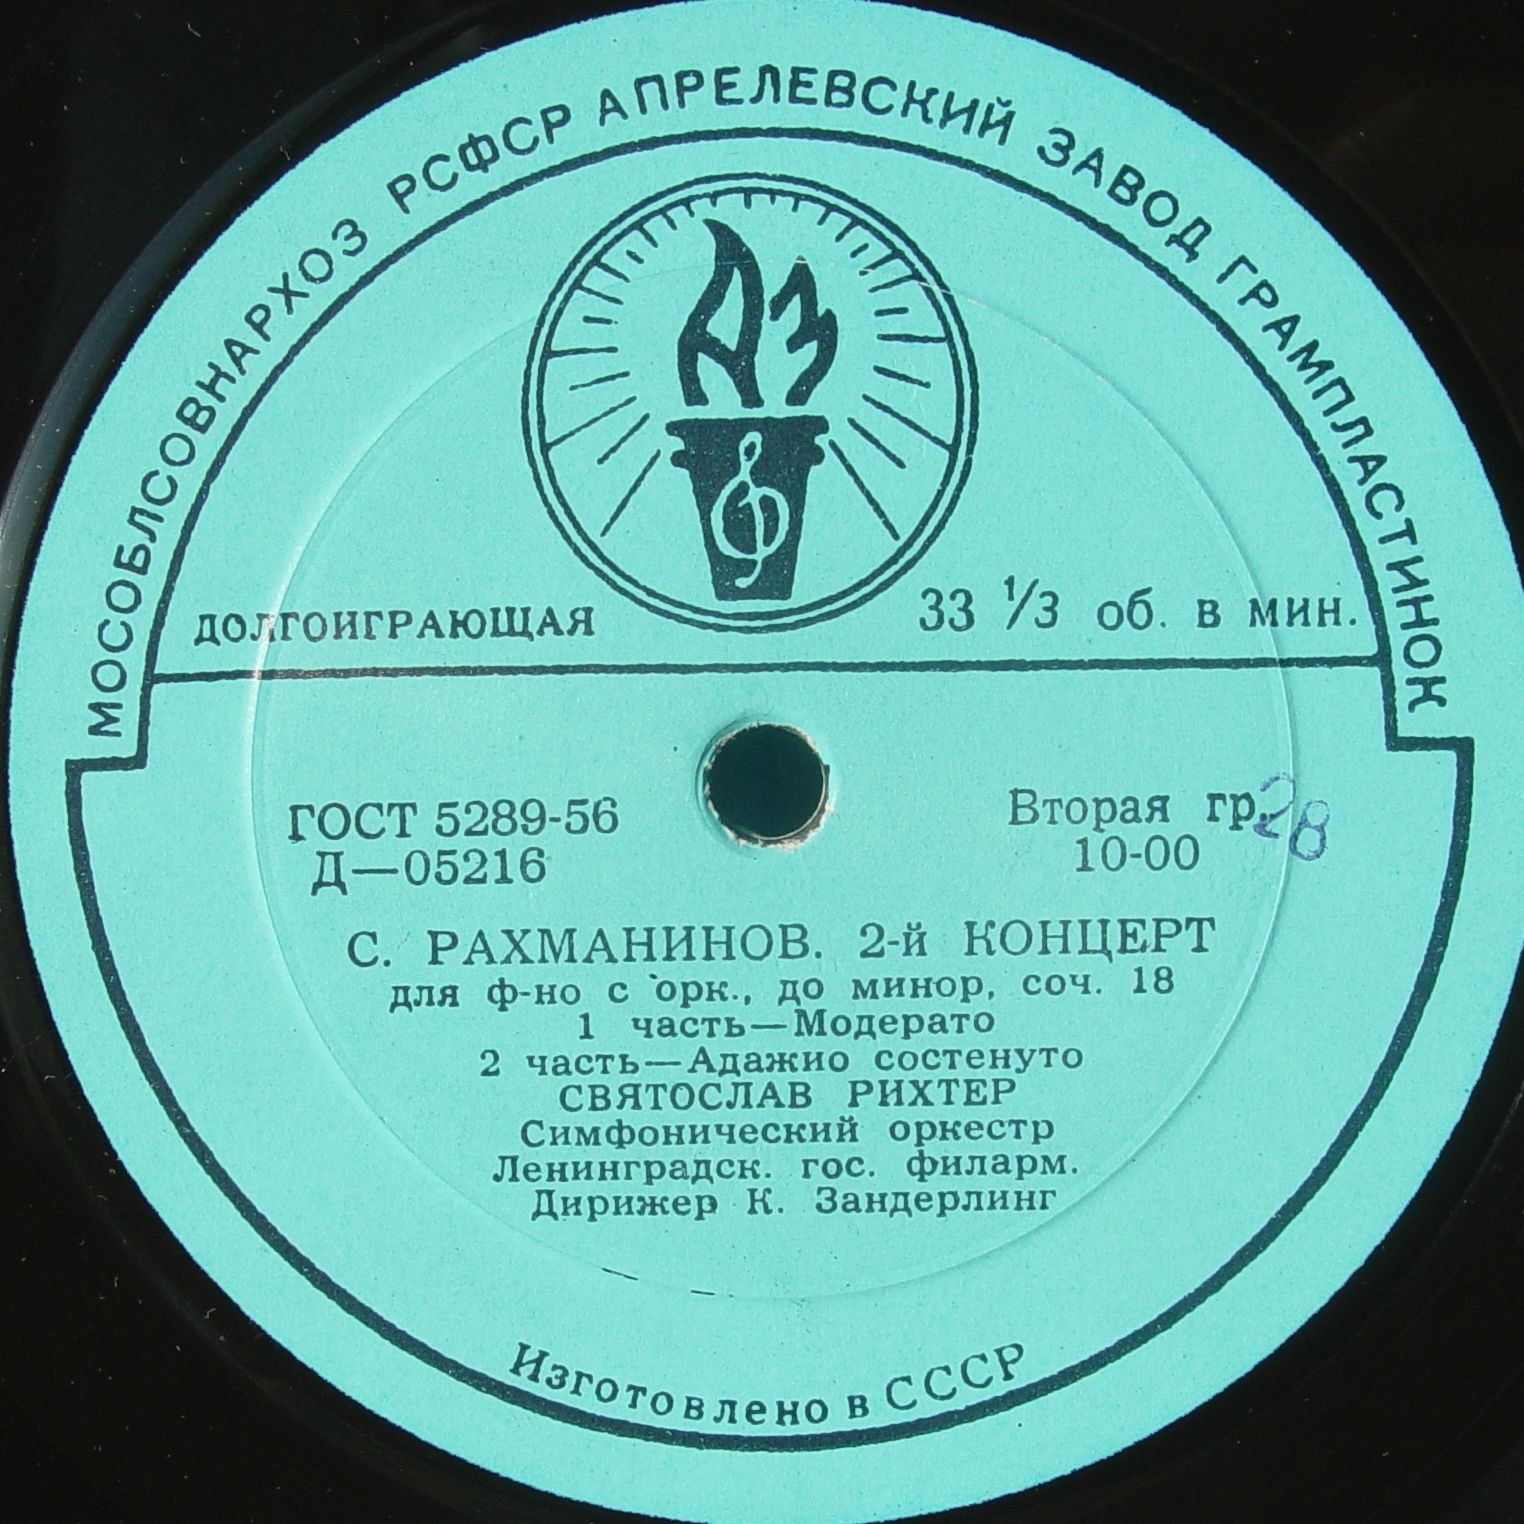 МОСОБЛСОВНАРХОЗ РСФСР АПРЕЛЕВСКИЙ ЗАВОД ГРАМПЛАСТИНОК
АЗ
ДОЛГОИГРАЮЩАЯ
33 1/3 об. в мин.
ГОСТ 5289-56
Вторая гр.
28
Д—05216
10-00
С. РАХМАНИНОВ. 2-й КОНЦЕРТ
для ф-но с орк., до минор, соч. 18
1 часть—Модерато
2 часть—Адажио состенуто
СВЯТОСЛАВ РИХТЕР
Симфонический оркестр
Ленинградск. гос. филарм.
Дирижер К. Зандерлинг
Изготовлено в СССР